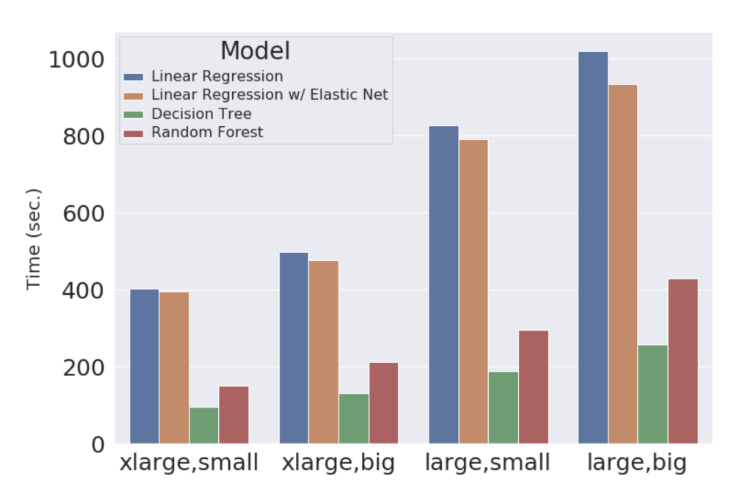 Model
Linear Regression
Linear Regression w/ Elastic Net
Decision Tree
Random Forest
Time (sec.)
1000
800
600
400
200
0
xlarge,small xlarge,big large,small large,big